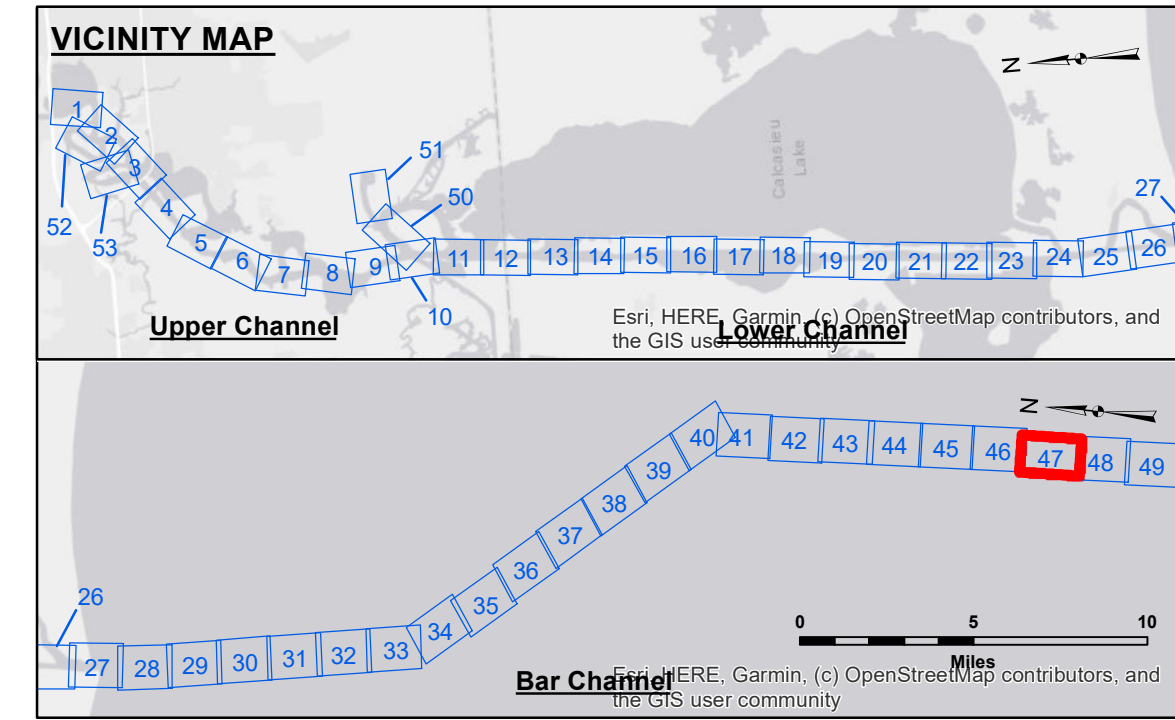 VICINITY MAP
N
Calcasieu
Lake
1
2
3
4
5
6
7
8
9
10
11 12 13 14 15 16 17 18 19 20 21 22 23 24 25 26
27
50
51
52
53
Upper Channel
Lower Channel
Esri, HERE, Garmin, (c) OpenStreetMap contributors, and
the GIS user community
N
26
27 28 29 30 31 32 33 34 35 36 37 38 39 40 41 42 43 44 45 46 47 48 49
0 5 10
Miles
Bar Channel
Esri, HERE, Garmin, (c) OpenStreetMap contributors, and
the GIS user community